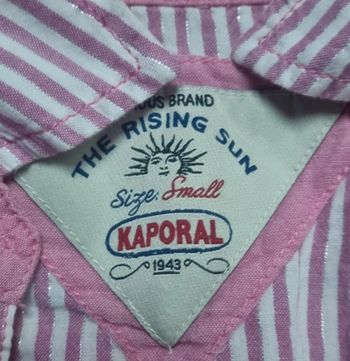 BRAND
THE RISING SUN
Size: Small
KAPORAL
1943